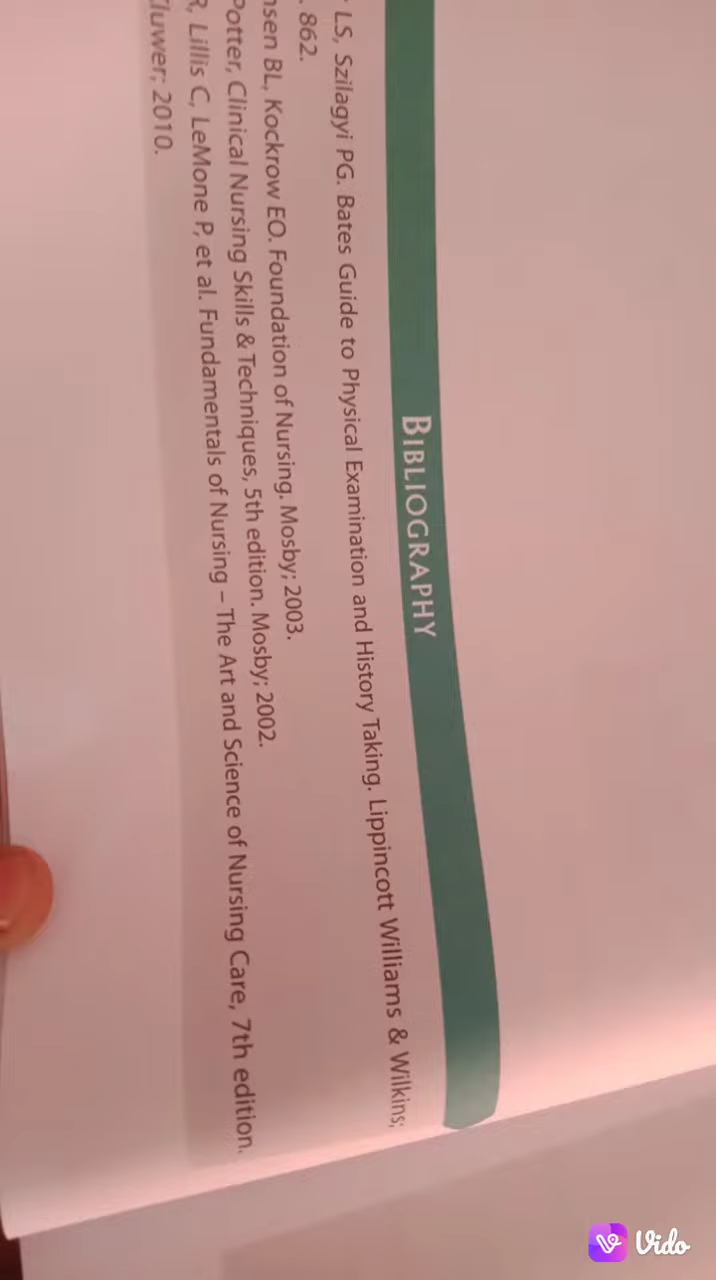 BIBLIOGRAPHY
LS, Szilagyi PG. Bates Guide to Physical Examination and History Taking. Lippincott Williams & Wilkins;
. 862.
nsen BL, Kockrow EO. Foundation of Nursing. Mosby; 2003.
Potter, Clinical Nursing Skills & Techniques, 5th edition. Mosby; 2002.
R, Lillis C, LeMone P, et al. Fundamentals of Nursing – The Art and Science of Nursing Care, 7th edition.
Kluwer; 2010.
Vido